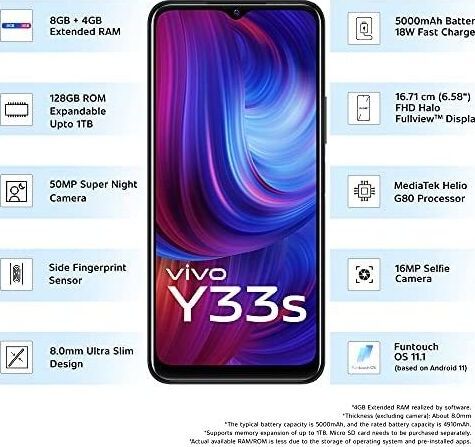 8GB + 4GB
Extended RAM
128GB ROM
Expandable
Upto 1TB
50MP Super Night
Camera
Side Fingerprint
Sensor
8.0mm Ultra Slim
Design
vivo
Y33s
5000mAh Batter
18W Fast Charge
16.71 cm (6.58")
FHD Halo
Fullview™ Displa
MediaTek Helio
G80 Processor
16MP Selfie
Camera
Funtouch
OS 11.1
(based on Android 11)
*4GB Extended RAM realized by software.
*Thickness (excluding camera): About 8.0mm
*The typical battery capacity is 5000mAh, and the rated battery capacity is 4910mAh.
*Supports memory expansion of up to 1TB. Micro SD card needs to be purchased separately.
*Actual available RAM/ROM is less due to the storage of operating system and pre-installed apps.